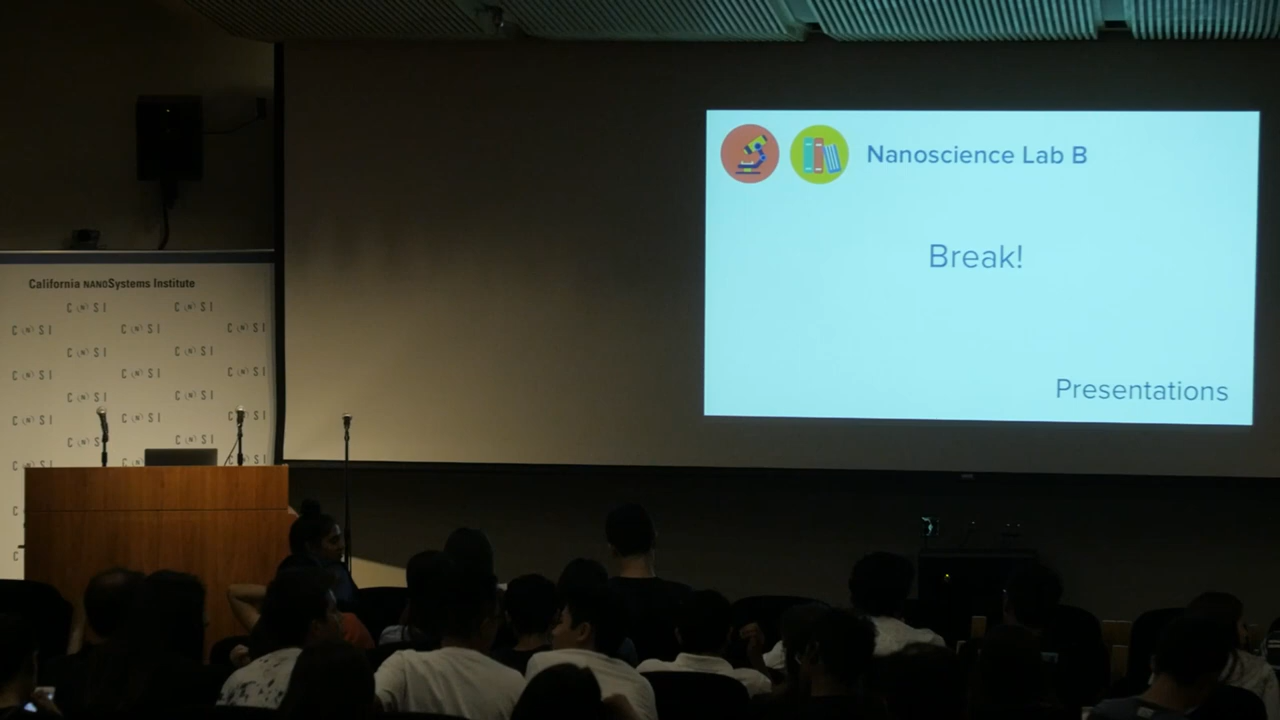 Nanoscience Lab B
Break!
Presentations
California NANOSystems Institute
C N S I C N S I
C N S I C N S I C N S I
C N S I C N S I
C N S I C N S I C N S I
C N S I C N S I
C N S I C N S I C N S I
C N S I C N S I